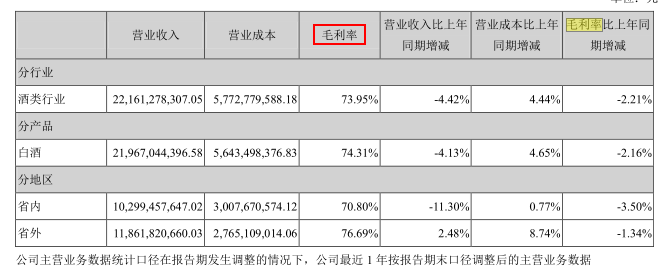 单位：元
营业收入 营业成本 毛利率 营业收入比上年同期增减 营业成本比上年同期增减 毛利率比上年同期增减
分行业
酒类行业 22,161,278,307.05 5,772,779,588.18 73.95% -4.42% 4.44% -2.21%
分产品
白酒 21,967,044,396.58 5,643,498,376.83 74.31% -4.13% 4.65% -2.16%
分地区
省内 10,299,457,647.02 3,007,670,574.12 70.80% -11.30% 0.77% -3.50%
省外 11,861,820,660.03 2,765,109,014.06 76.69% 2.48% 8.74% -1.34%
公司主营业务数据统计口径在报告期发生调整的情况下，公司最近 1 年按报告期末口径调整后的主营业务数据